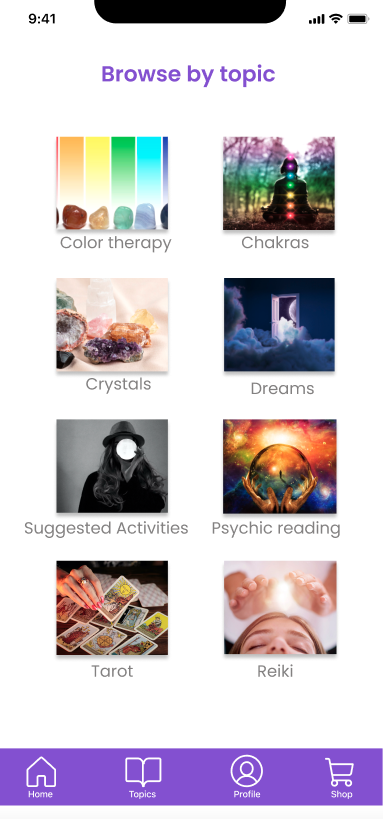 9:41
Browse by topic
Color therapy
Chakras
Crystals
Dreams
Suggested Activities
Psychic reading
Tarot
Reiki
Home
Topics
Profile
Shop